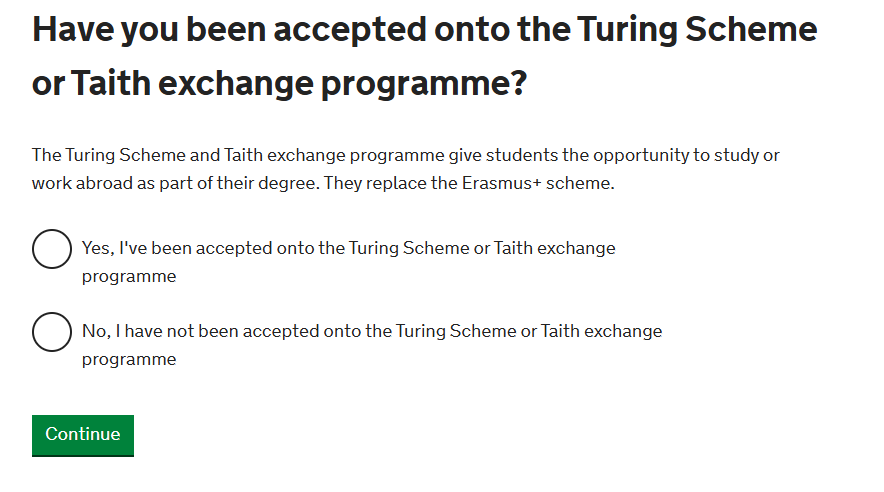 Have you been accepted onto the Turing Scheme
or Taith exchange programme?
The Turing Scheme and Taith exchange programme give students the opportunity to study or
work abroad as part of their degree. They replace the Erasmus+ scheme.
Yes, I've been accepted onto the Turing Scheme or Taith exchange
programme
No, I have not been accepted onto the Turing Scheme or Taith exchange
programme
Continue